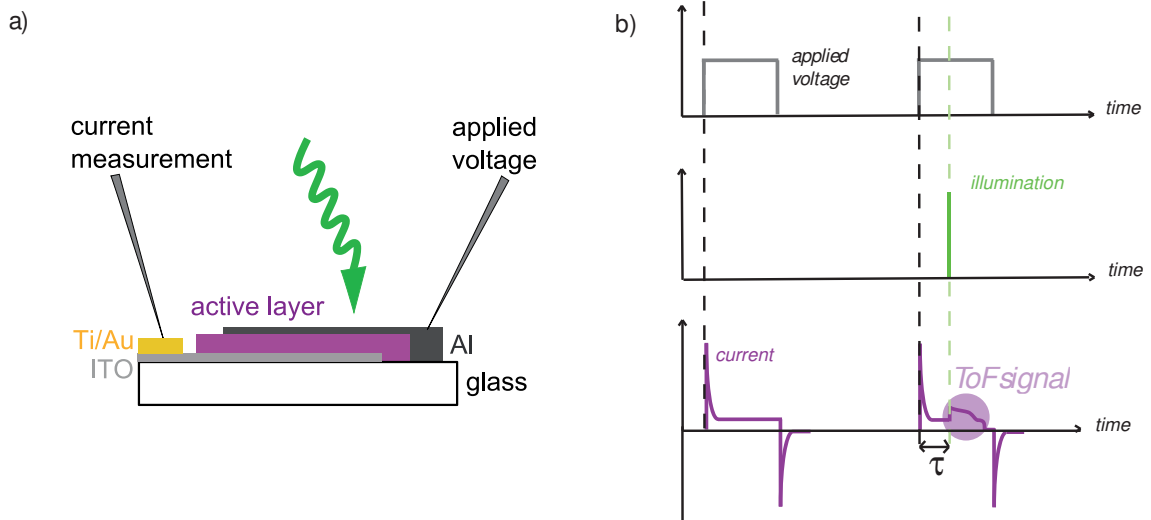 a)
current
measurement
applied
voltage
active layer
Ti/Au
ITO
Al
glass
b)
applied
voltage
time
illumination
time
current
ToFsignal
time
τ